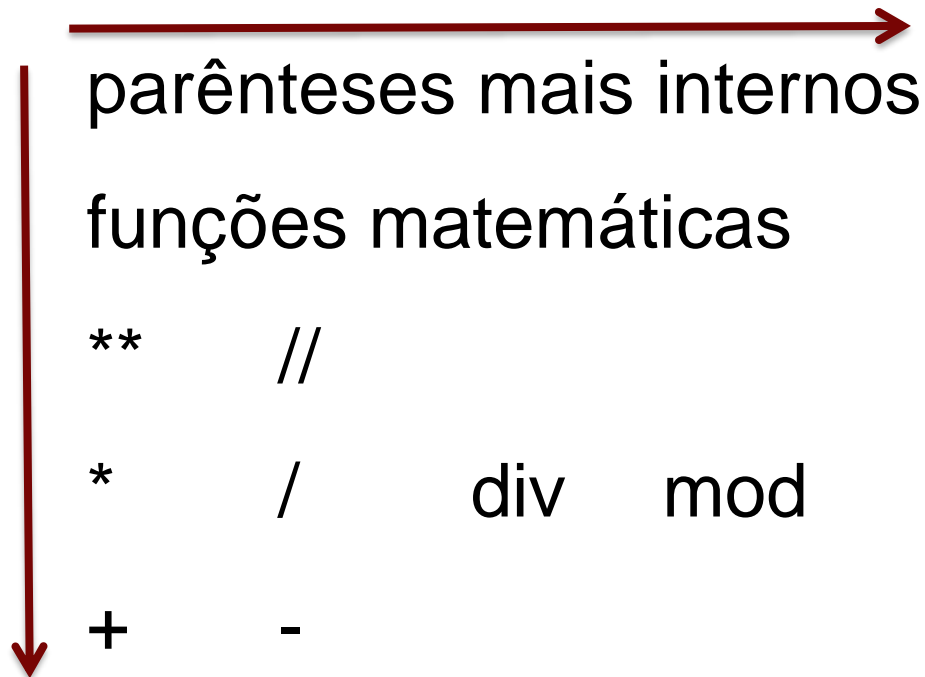 parênteses mais internos
funções matemáticas
** //
* / div mod
+ -